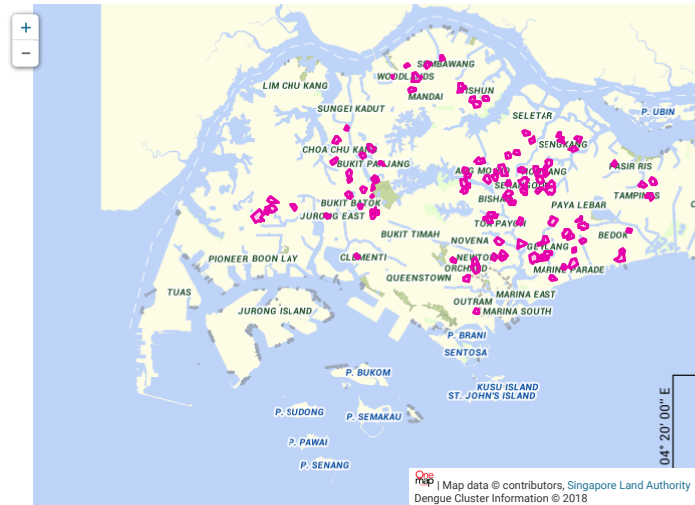 +
−
SEMBAWANG
WOODLANDS
LIM CHU KANG
YISHUN
MANDAI
SUNGEI KADUT
SELETAR
P. UBIN
SENGKANG
CHOA CHU KANG
BUKIT PANJANG
PASIR RIS
ANG MO KIO
HOUGANG
SERANGOON
TAMPINES
BISHAN
BUKIT BATOK
PAYA LEBAR
JURONG EAST
TOA PAYOH
BUKIT TIMAH
BEDOK
NOVENA
GEYLANG
PIONEER
BOON LAY
CLEMENTI
NEWTON
ORCHARD
MARINE PARADE
QUEENSTOWN
TUAS
MARINA EAST
OUTRAM
MARINA SOUTH
JURONG ISLAND
P. BRANI
SENTOSA
P. BUKOM
KUSU ISLAND
ST. JOHN'S ISLAND
P. SUDONG
P. SEMAKAU
P. PAWAI
P. SENANG
04° 20' 00" E
One
map | Map data © contributors, Singapore Land Authority
Dengue Cluster Information © 2018